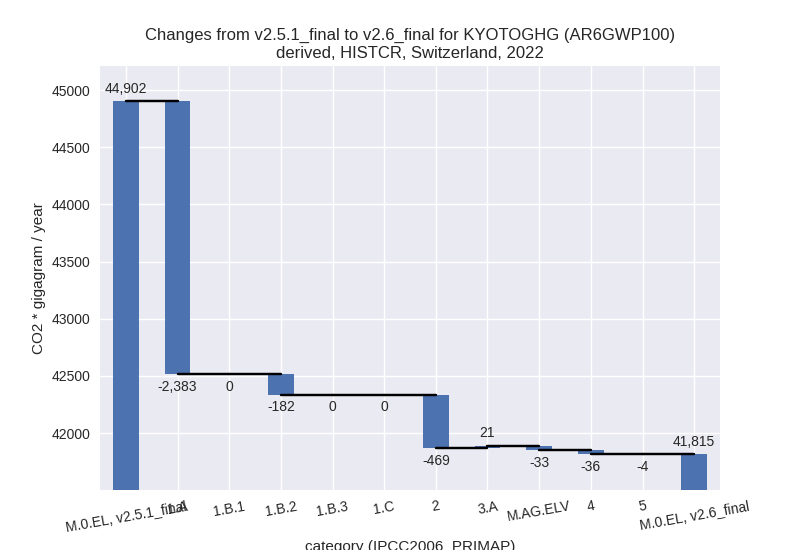 Changes from v2.5.1_final to v2.6_final for KYOTOGHG (AR6GWP100)
derived, HISTCR, Switzerland, 2022
CO2 * gigagram / year
45000
44500
44000
43500
43000
42500
42000
44,902
-2,383
0
-182
0
0
-469
21
-33
-36
-4
41,815
M.0.EL, v2.5.1_final
1.A
1.B.1
1.B.2
1.B.3
1.C
2
3.A
M.AG.ELV
4
5
M.0.EL, v2.6_final
category (IPCC2006_PRIMAP)